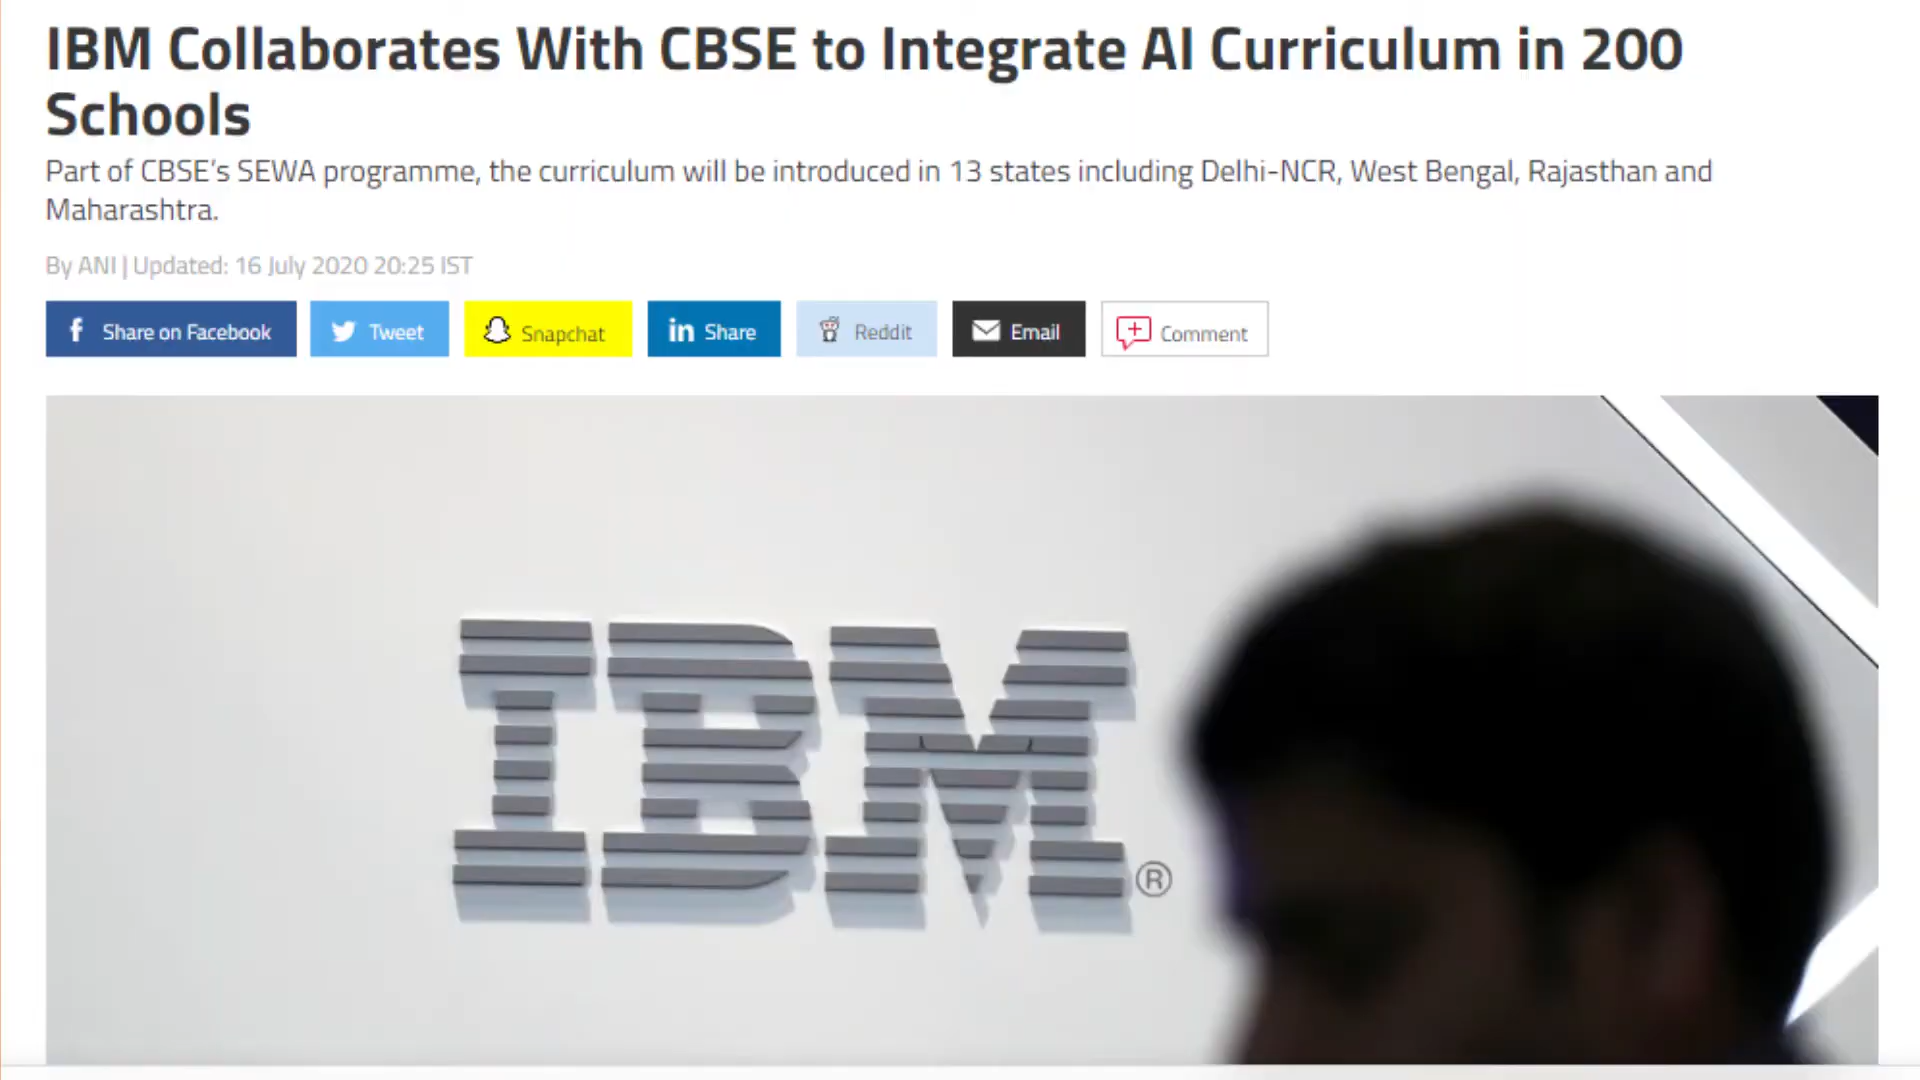 IBM Collaborates With CBSE to Integrate AI Curriculum in 200
Schools
Part of CBSE’s SEWA programme, the curriculum will be introduced in 13 states including Delhi-NCR, West Bengal, Rajasthan and
Maharashtra.
By ANI | Updated: 16 July 2020 20:25 IST
Share on Facebook Tweet Snapchat Share Reddit Email Comment
IBM®